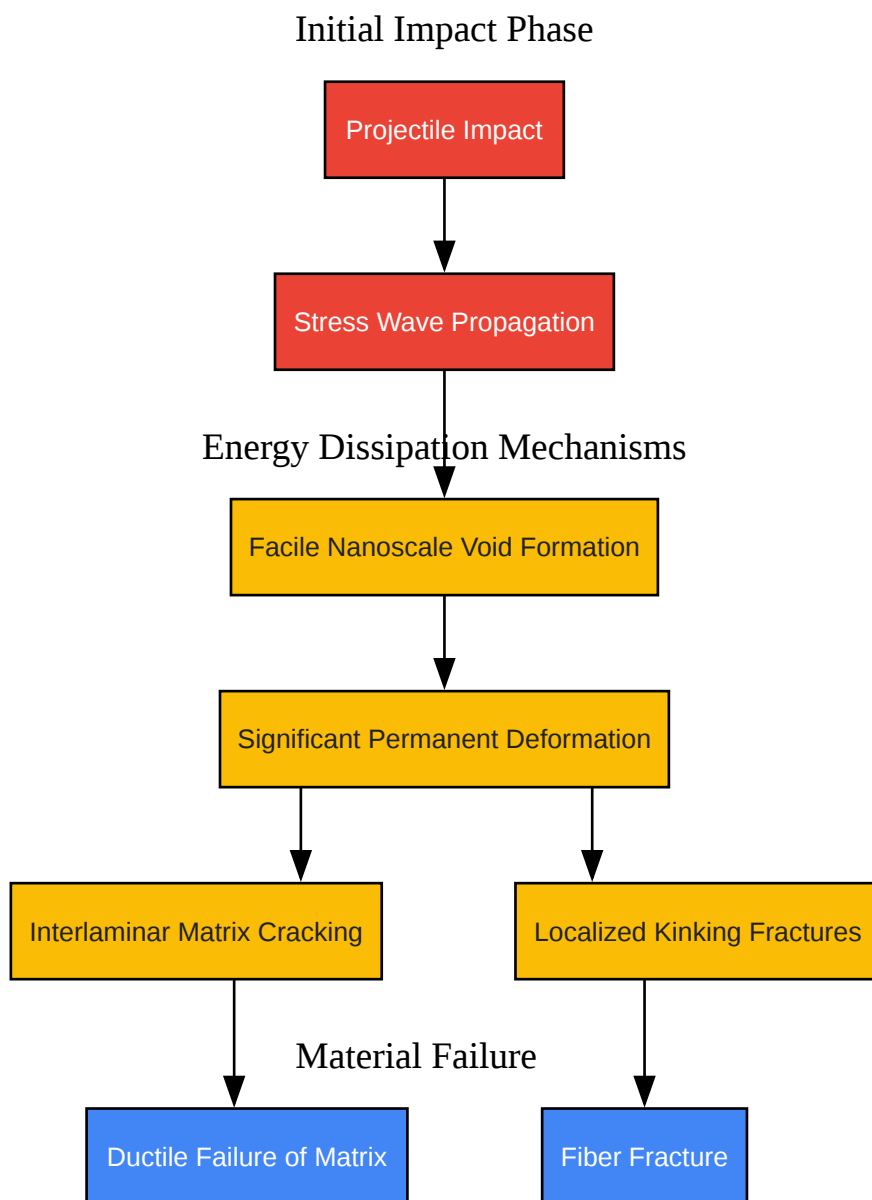 Initial Impact Phase
Projectile Impact
Stress Wave Propagation
Energy Dissipation Mechanisms
Facile Nanoscale Void Formation
Significant Permanent Deformation
Interlaminar Matrix Cracking
Localized Kinking Fractures
Material Failure
Ductile Failure of Matrix
Fiber Fracture